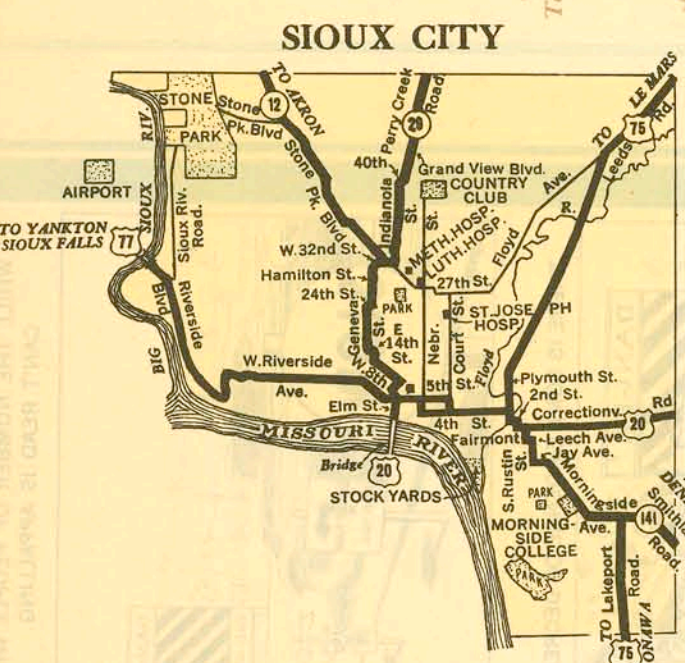 SIOUX CITY
TO AKRON
12
Stone Pk. Blvd
STONE
PARK
Stone
Pk. Blvd
RIV.
SIOUX
BIG
AIRPORT
TO YANKTON
SIOUX FALLS
77
Sioux Riv.
Road.
Riverside
Blvd
Perry Creek
Road.
20
40th
Indianola
St.
Grand View Blvd.
COUNTRY
CLUB
St.
METH. HOSP.
LUTH. HOSP.
Floyd
Ave.
R.
TO LE MARS
75
Leeds
Rd.
W. 32nd St.
Hamilton St.
24th St.
Geneva
St.
PARK
E
14th
St.
27th St.
St.
Court
Nebr.
ST. JOSEPH
HOSP.
Floyd
W. Riverside
Ave.
W. 8th
5th St.
Elm St.
4th St.
Plymouth St.
2nd St.
Correctionv. Rd
20
MISSOURI
RIVER
Bridge
20
STOCK YARDS
Fairmont
St.
S. Rustin
Leech Ave.
Jay Ave.
PARK
Morningside
Ave.
MORNING-
SIDE
COLLEGE
PARK
141
DEN
Smithla
Road.
TO Lakeport
Road.
75
ONAWA